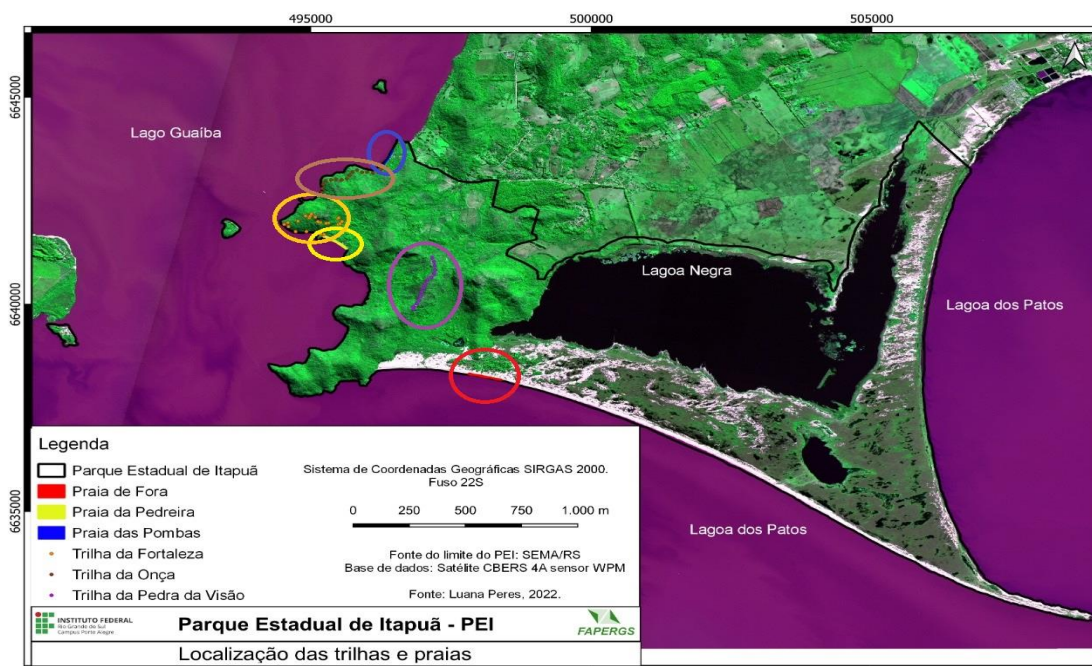 495000
500000
505000
6645000
6640000
6635000
Lago Guaíba
Lagoa Negra
Lagoa dos Patos
Lagoa dos Patos
Legenda
Parque Estadual de Itapuã
Praia de Fora
Praia da Pedreira
Praia das Pombas
Trilha da Fortaleza
Trilha da Onça
Trilha da Pedra da Visão
Sistema de Coordenadas Geográficas SIRGAS 2000.
Fuso 22S
0 250 500 750 1.000 m
Fonte do limite do PEI: SEMA/RS
Base de dados: Satélite CBERS 4A sensor WPM
Fonte: Luana Peres, 2022.
INSTITUTO FEDERAL
Rio Grande do Sul
Campus Porto Alegre
Parque Estadual de Itapuã - PEI
FAPERGS
Localização das trilhas e praias